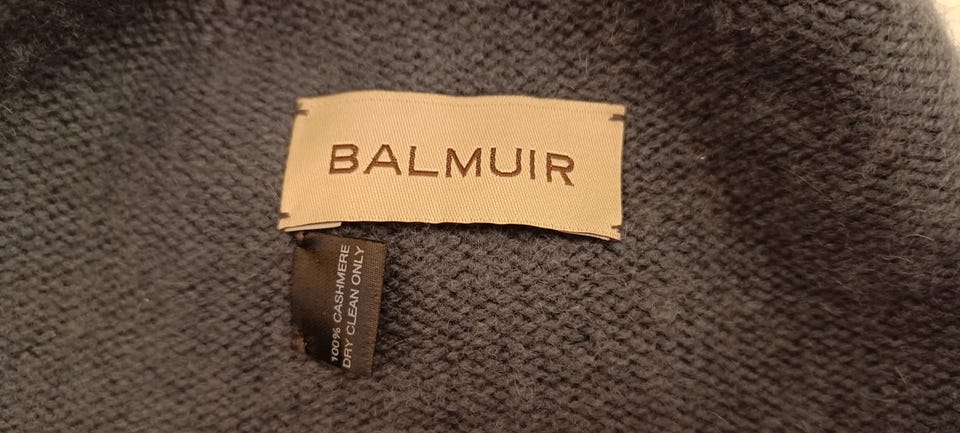 BALMUIR
100% CASHMERE
DRY CLEAN ONLY